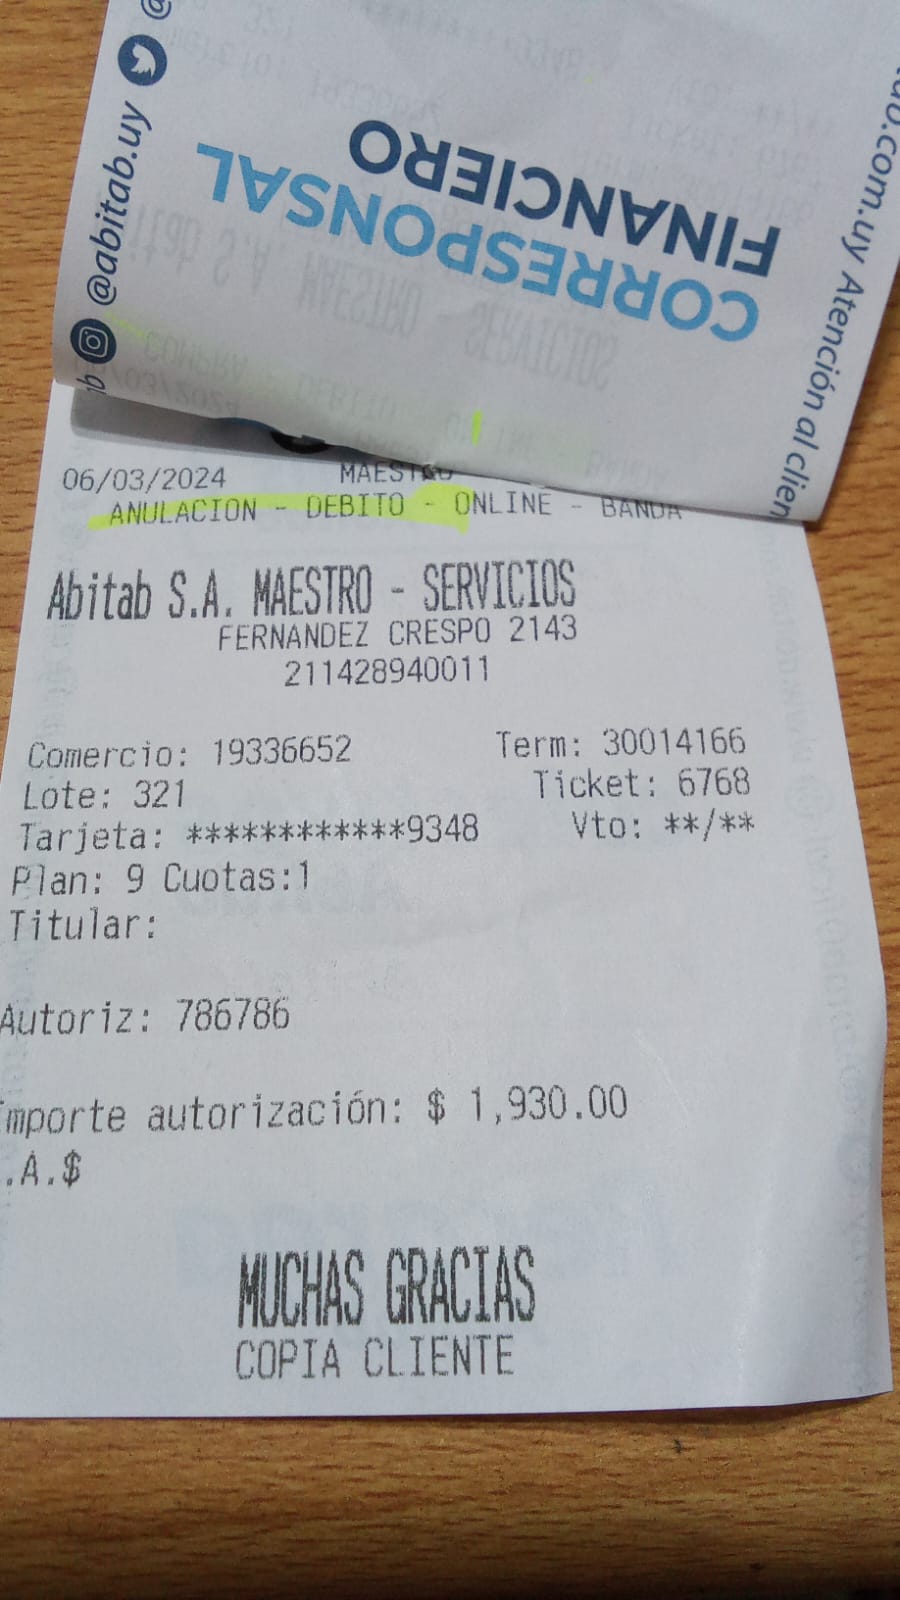 @abitab.uy
CORRESPONSAL
FINANCIERO
.com.uy Atención al clien
06/03/2024 MAESTRO
ANULACION - DEBITO - ONLINE - BANDA
Abitab S.A. MAESTRO - SERVICIOS
FERNANDEZ CRESPO 2143
211428940011
Comercio: 19336652 Term: 30014166
Lote: 321 Ticket: 6768
Tarjeta: ************9348 Vto: **/**
Plan: 9 Cuotas:1
Titular:
Autoriz: 786786
Importe autorización: $ 1,930.00
.A.$
MUCHAS GRACIAS
COPIA CLIENTE